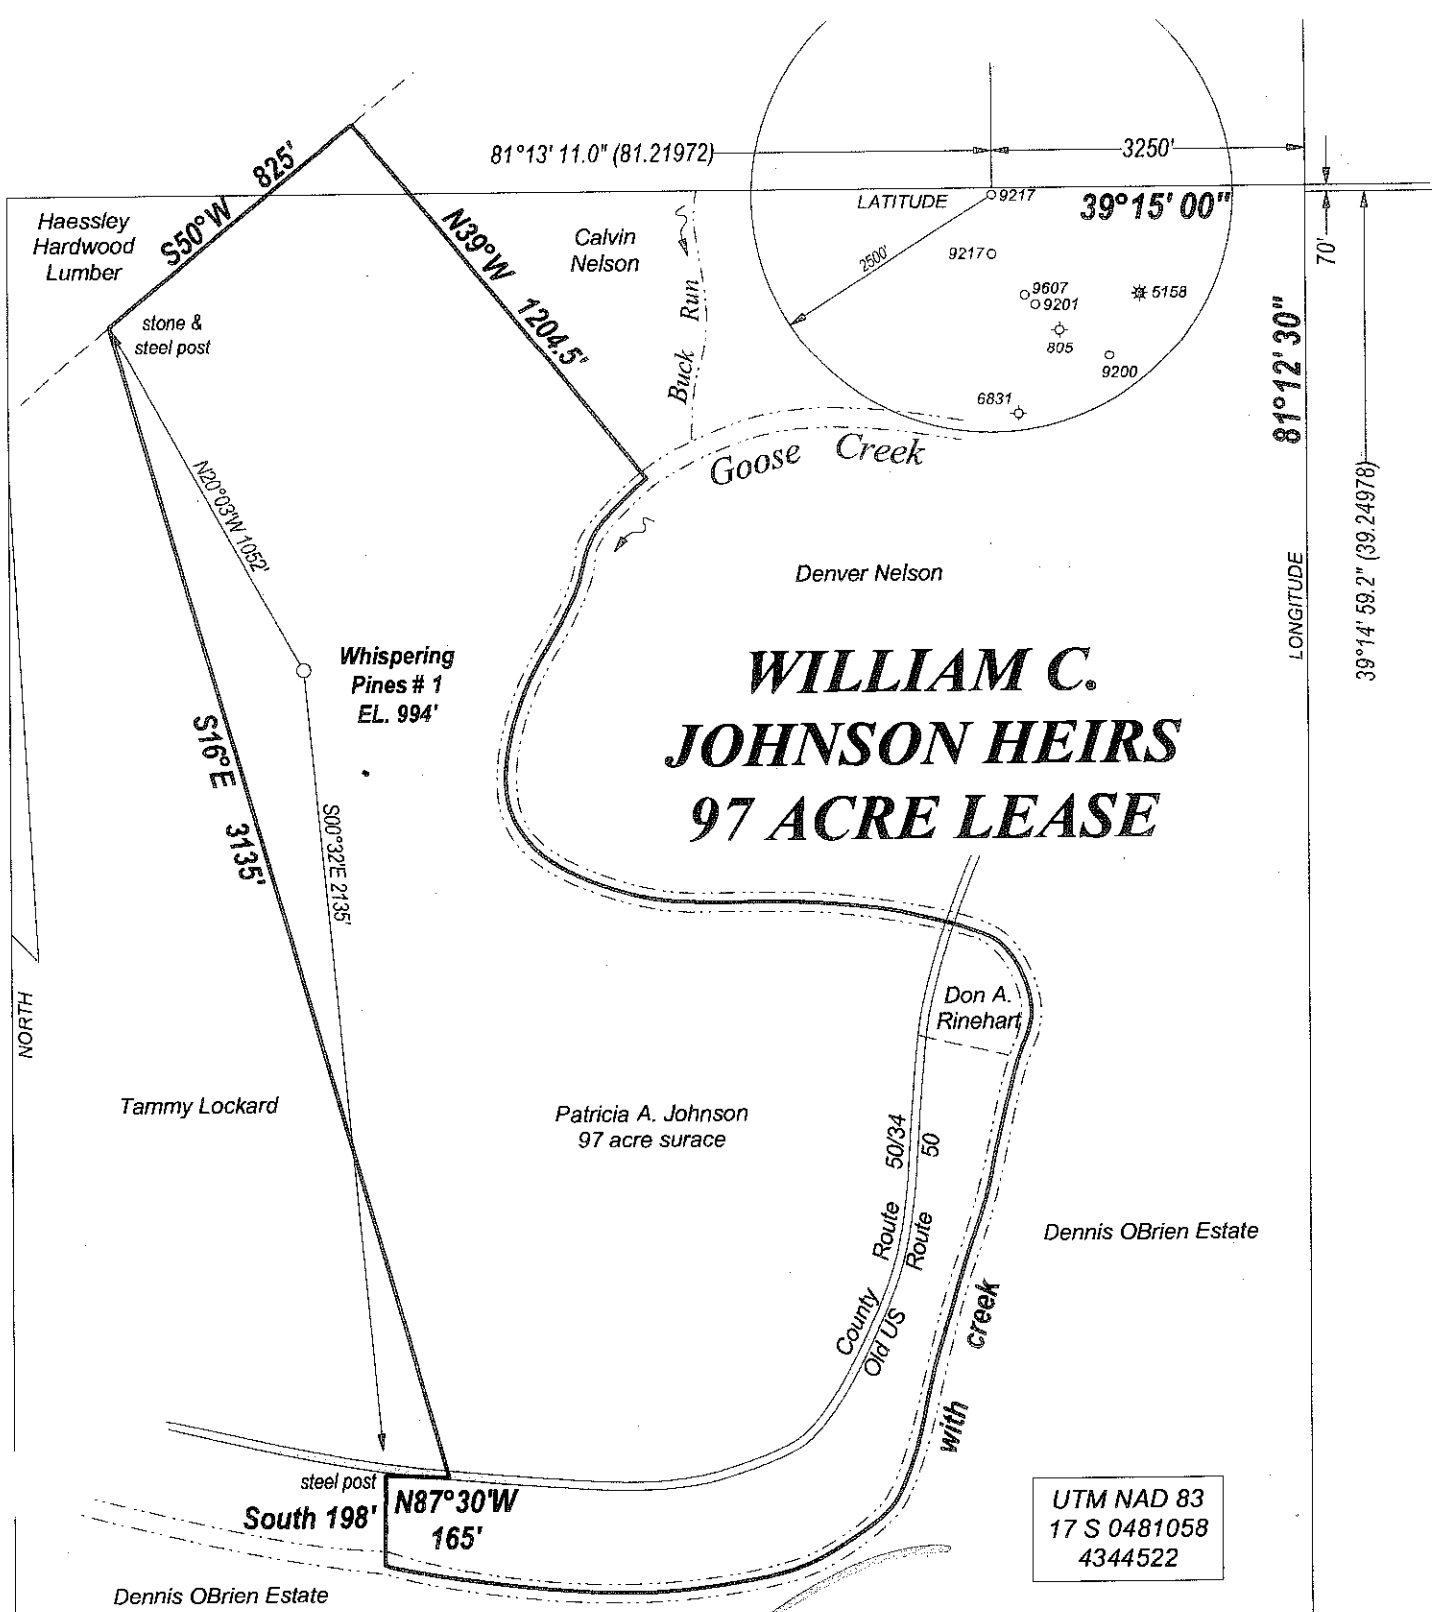 81°13' 11.0" (81.21972)
3250'
LATITUDE
9217
39°15' 00"
70'
S50°W 825'
Haessley
Hardwood
Lumber
N39°W 1204.5'
Calvin
Nelson
Buck Run
2500'
9217
9607
9201
5158
805
9200
6831
81°12' 30"
LONGITUDE
39°14' 59.2" (39.24978)
stone &
steel post
Goose Creek
N20°03'W 1052'
Denver Nelson
Whispering
Pines # 1
EL. 994'
WILLIAM C.
JOHNSON HEIRS
97 ACRE LEASE
S16°E 3135'
S00°32'E 2135'
NORTH
Don A.
Rinehart
Tammy Lockard
Patricia A. Johnson
97 acre surace
County Route 50/34
Old US Route 50
Dennis OBrien Estate
with creek
steel post
South 198'
N87°30'W
165'
UTM NAD 83
17 S 0481058
4344522
Dennis OBrien Estate